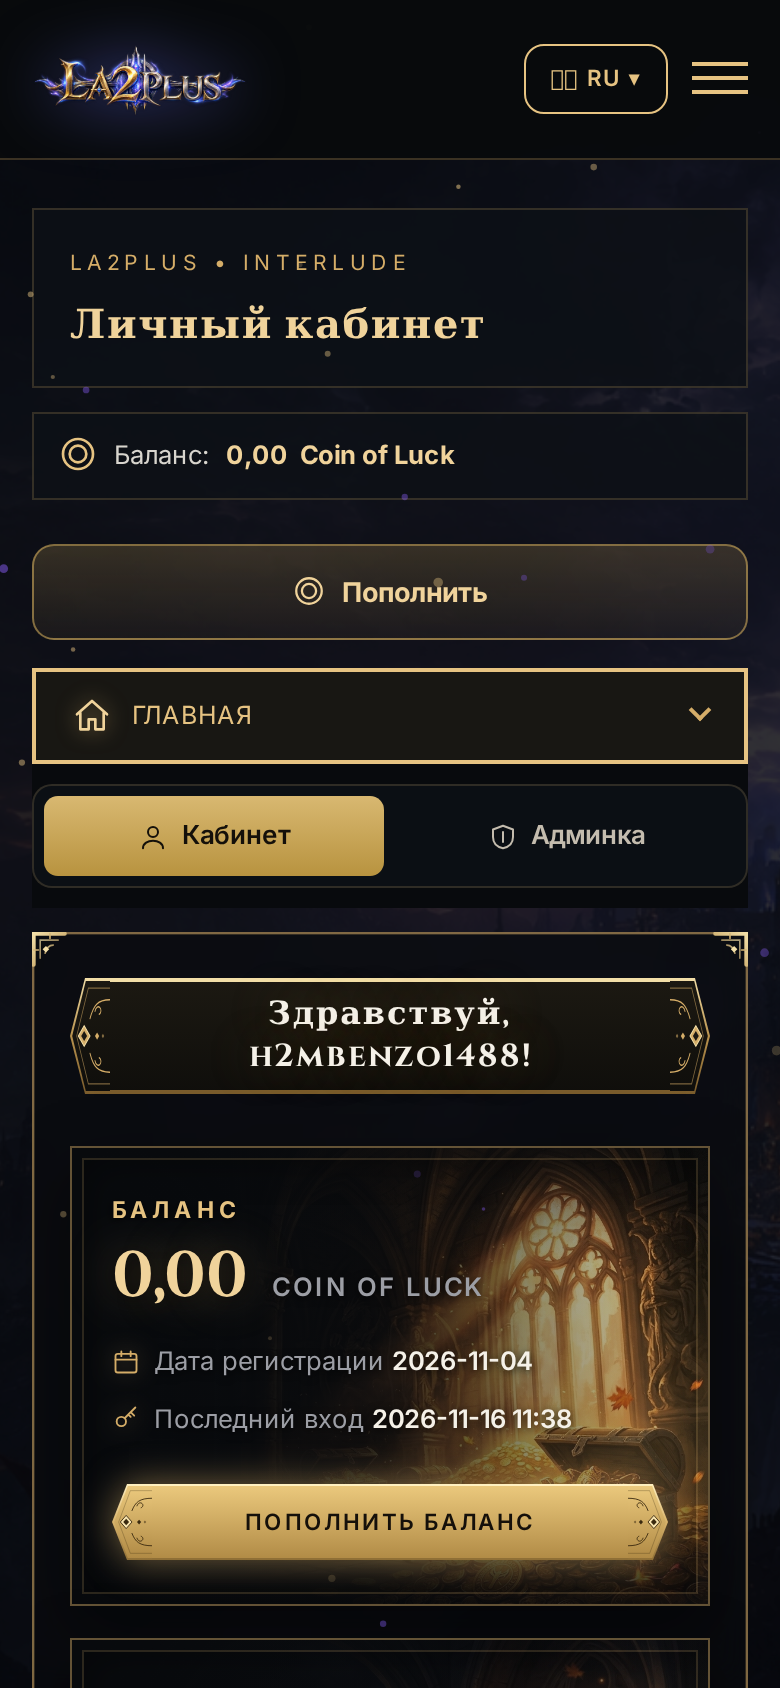 LA2PLUS
RU ▾
LA2PLUS • INTERLUDE
Личный кабинет
Баланс: 0,00 Coin of Luck
Пополнить
ГЛАВНАЯ
Кабинет
Админка
Здравствуй,
H2MBENZO1488!
БАЛАНС
0,00 COIN OF LUCK
Дата регистрации 2026-11-04
Последний вход 2026-11-16 11:38
ПОПОЛНИТЬ БАЛАНС